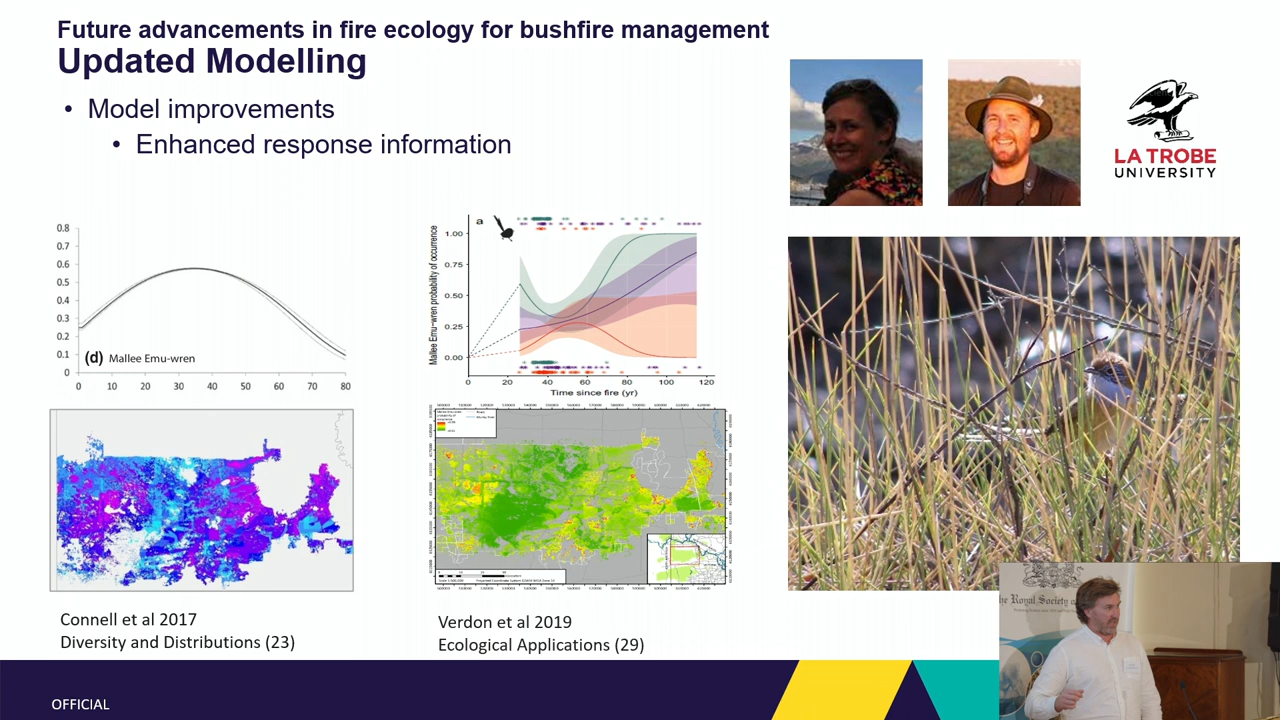 Future advancements in fire ecology for bushfire management
Updated Modelling
• Model improvements
• Enhanced response information
LA TROBE
UNIVERSITY
0.8
0.7
0.6
0.5
0.4
0.3
0.2
0.1
0
(d) Mallee Emu-wren
0 10 20 30 40 50 60 70 80
a
Mallee Emu-wren probability of occurrence
1.00
0.75
0.50
0.25
0.00
0 20 40 60 80 100 120
Time since fire (yr)
Connell et al 2017
Diversity and Distributions (23)
Verdon et al 2019
Ecological Applications (29)
he Royal Society of
OFFICIAL